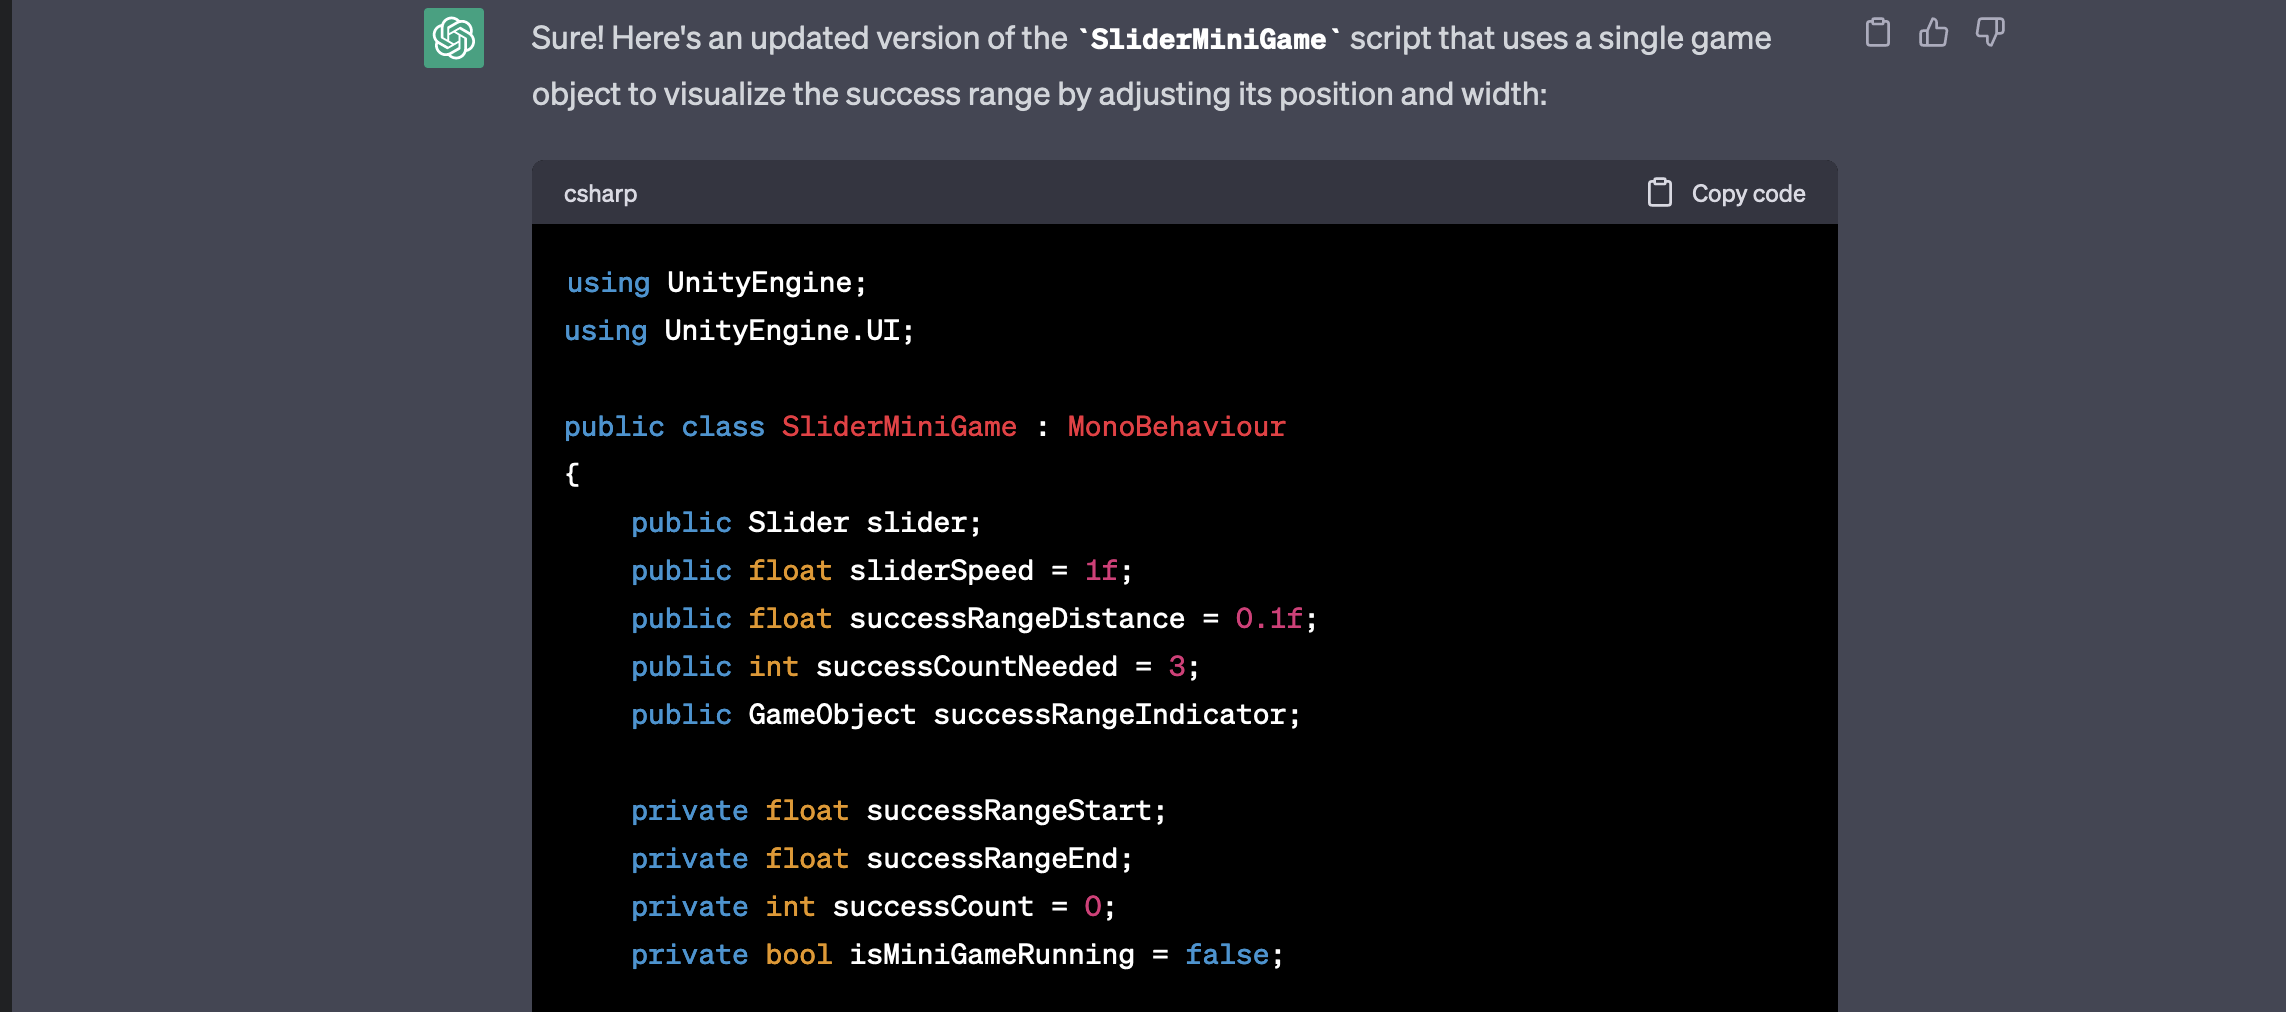 Sure! Here's an updated version of the `SliderMiniGame` script that uses a single game
object to visualize the success range by adjusting its position and width:
csharp
Copy code
using UnityEngine;
using UnityEngine.UI;
public class SliderMiniGame : MonoBehaviour
{
    public Slider slider;
    public float sliderSpeed = 1f;
    public float successRangeDistance = 0.1f;
    public int successCountNeeded = 3;
    public GameObject successRangeIndicator;
    private float successRangeStart;
    private float successRangeEnd;
    private int successCount = 0;
    private bool isMiniGameRunning = false;